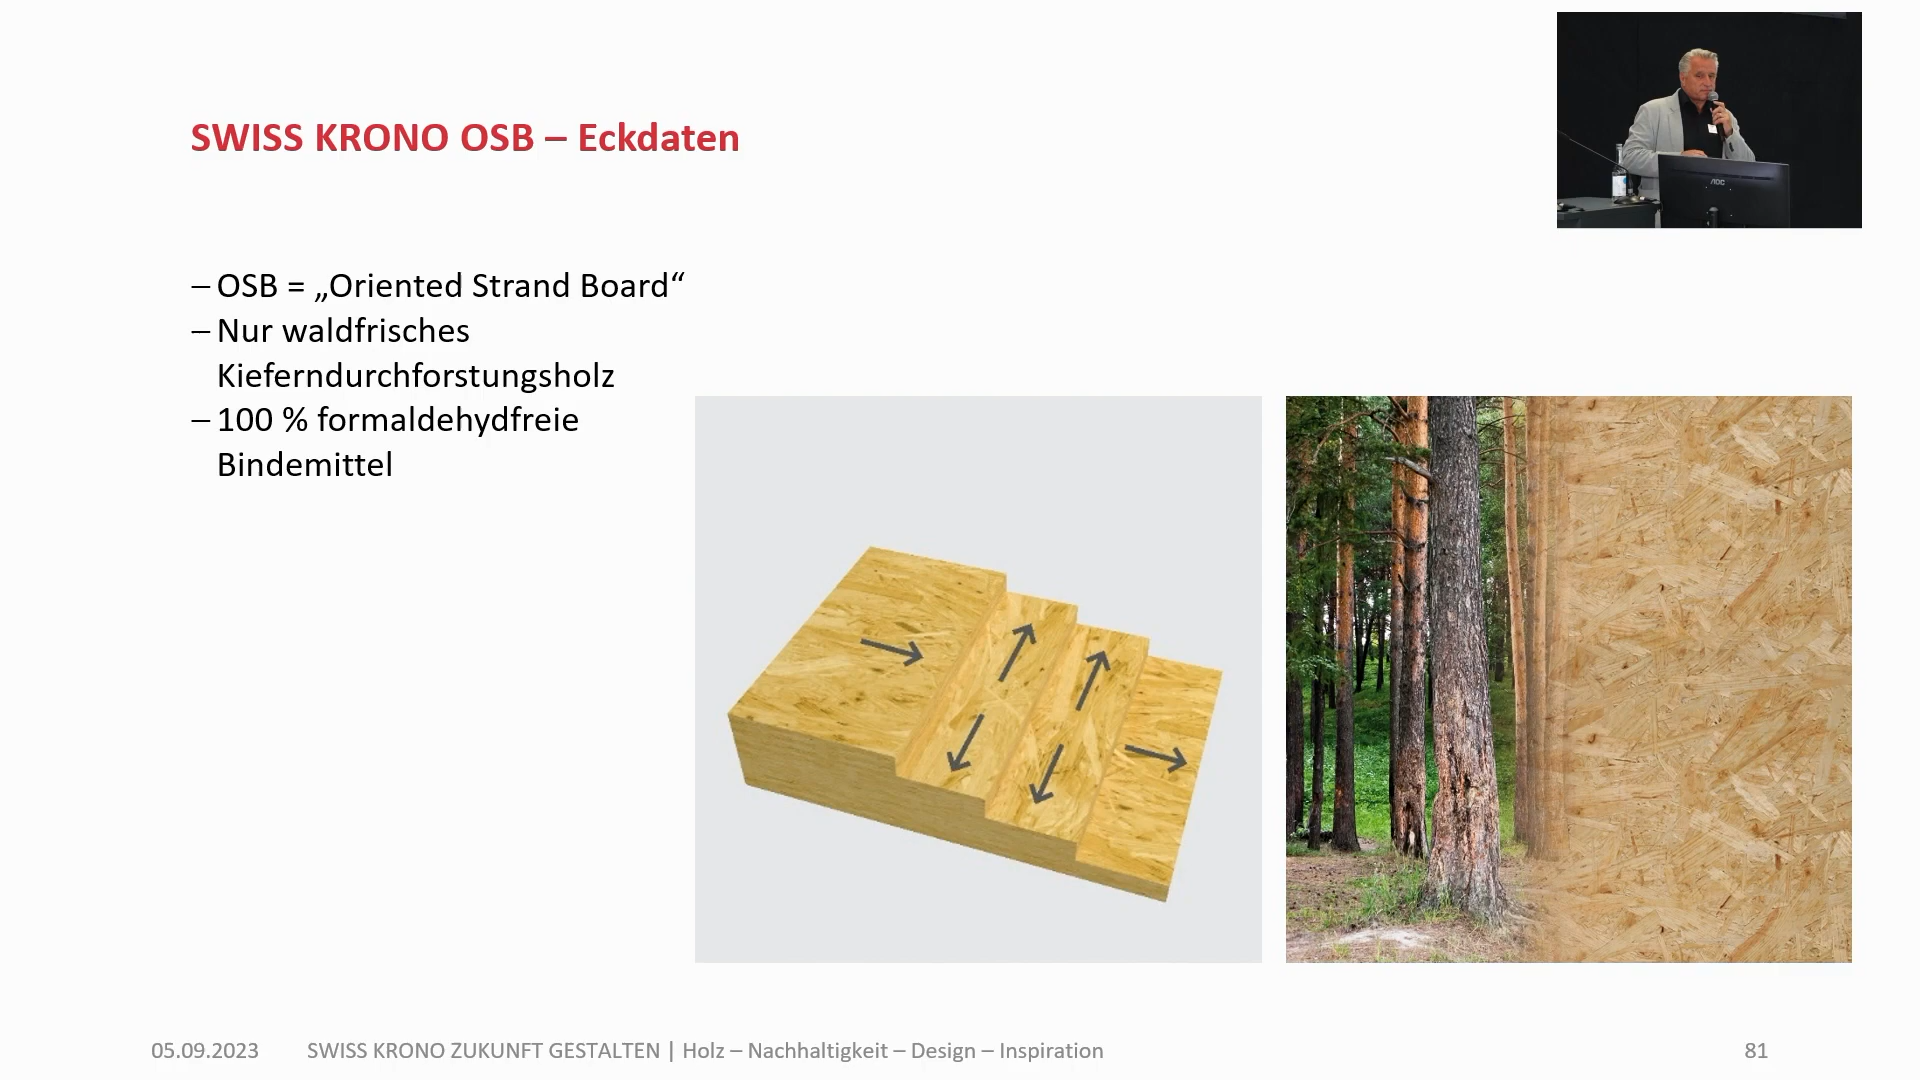 SWISS KRONO OSB – Eckdaten
– OSB = „Oriented Strand Board“
– Nur waldfrisches
Kieferndurchforstungsholz
– 100 % formaldehydfreie
Bindemittel
AOC
05.09.2023 SWISS KRONO ZUKUNFT GESTALTEN | Holz – Nachhaltigkeit – Design – Inspiration 81